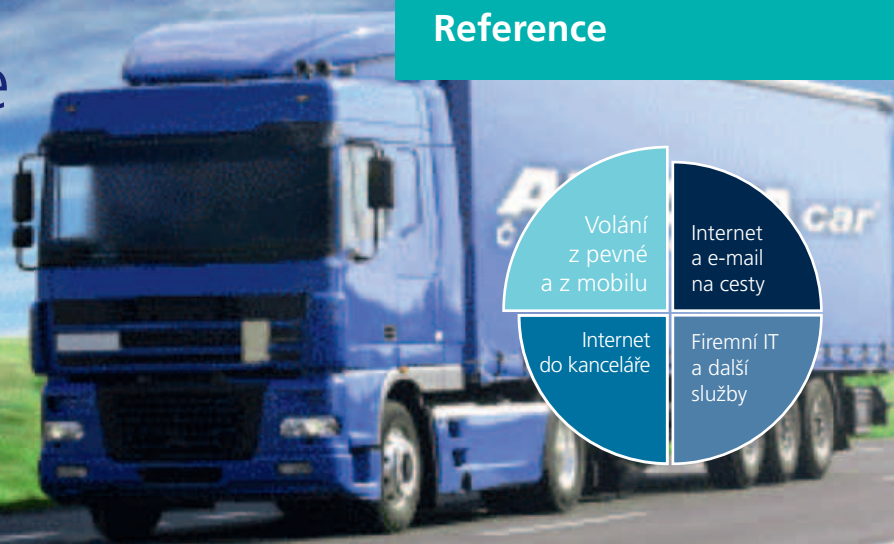 Reference
e
car
Volání
z pevné
a z mobilu
Internet
a e-mail
na cesty
Internet
do kanceláře
Firemní IT
a další
služby